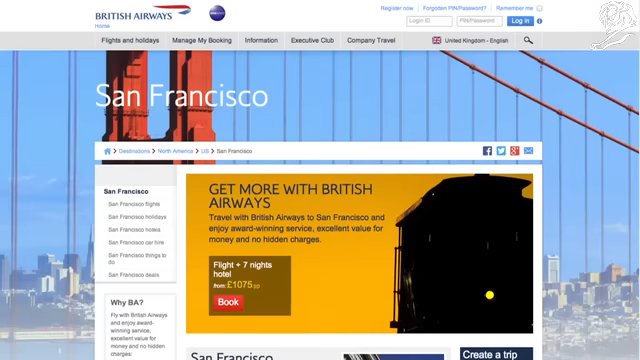 BRITISH AIRWAYS
Home
Register now
Forgotten PIN/Password?
Remember me
Login ID
PIN/Password
Log in
Flights and holidays
Manage My Booking
Information
Executive Club
Company Travel
United Kingdom - English
San Francisco
Destinations
North America
US
San Francisco
San Francisco
San Francisco flights
San Francisco holidays
San Francisco hotels
San Francisco car hire
San Francisco things to
do
San Francisco deals
Why BA?
Fly with British Airways
and enjoy award-
winning service,
excellent value for
money and no hidden
charges:
GET MORE WITH BRITISH
AIRWAYS
Travel with British Airways to San Francisco and
enjoy award-winning service, excellent value for
money and no hidden charges.
Flight + 7 nights
hotel
from: £1075
Book
San Francisco
Create a trip